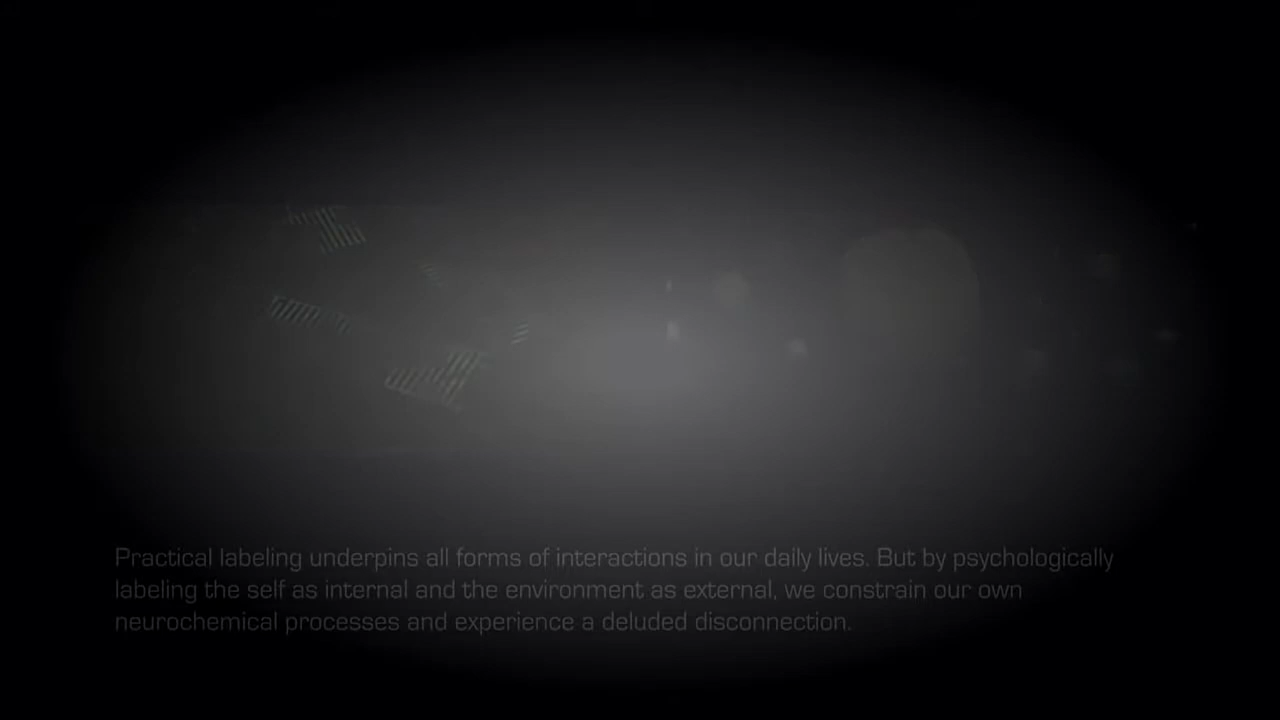 Practical labeling underpins all forms of interactions in our daily lives. But by psychologically
labeling the self as internal and the environment as external, we constrain our own
neurochemical processes and experience a deluded disconnection.